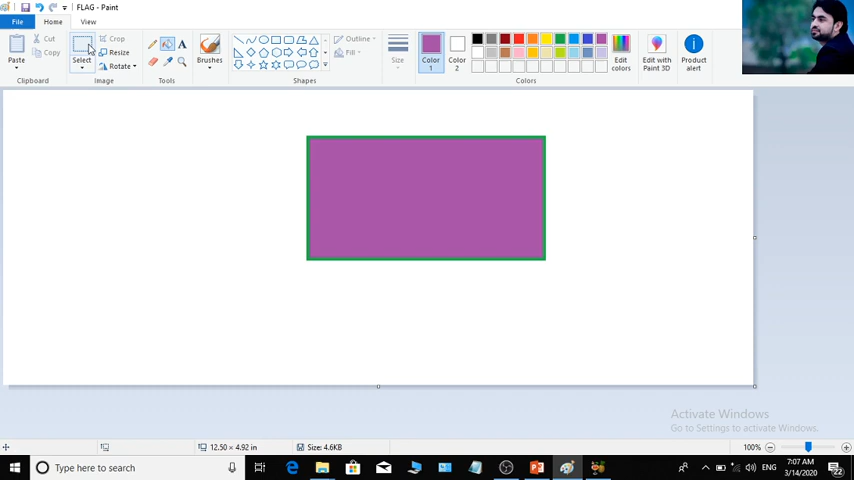 FLAG - Paint
File Home View
Cut Crop
Paste Copy Select Resize Rotate Brushes Outline Fill Size Color 1 Color 2 Edit colors Edit with Paint 3D Product alert
Clipboard Image Tools Shapes Colors
Activate Windows
Go to Settings to activate Windows.
12.50 × 4.92 in Size: 4.6KB 100%
Type here to search ENG 7:07 AM
3/14/2020 22